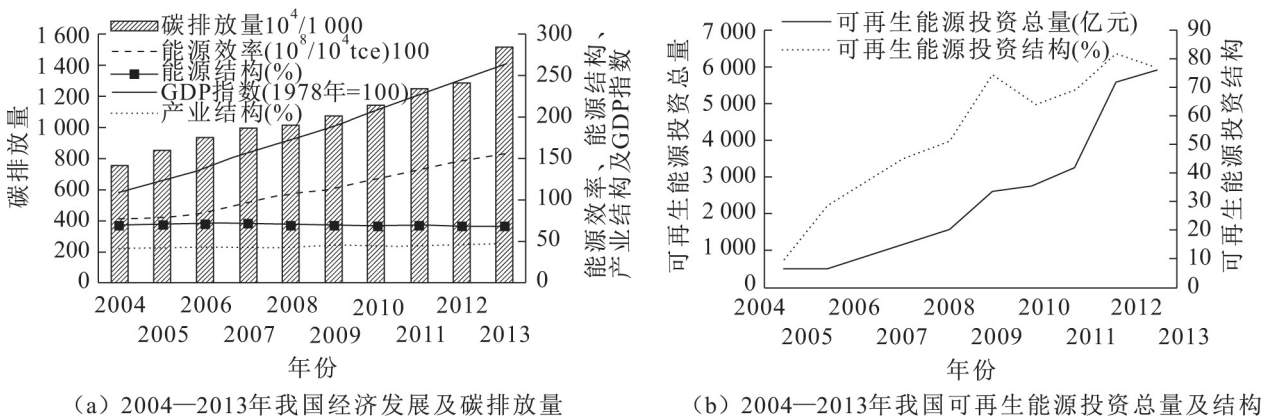 碳排放量10⁴/1 000
能源效率(10⁸/10⁴tce)100
能源结构(%)
GDP指数(1978年=100)
产业结构(%)
1 600
1 400
1 200
1 000
800
600
400
200
0
碳排放量
300
250
200
150
100
50
0
能源效率、能源结构、
产业结构及GDP指数
2004 2006 2008 2010 2012
2005 2007 2009 2011 2013
年份
(a) 2004—2013年我国经济发展及碳排放量
可再生能源投资总量(亿元)
可再生能源投资结构(%)
7 000
6 000
5 000
4 000
3 000
2 000
1 000
0
可再生能源投资总量
90
80
70
60
50
40
30
20
10
0
可再生能源投资结构
2004 2006 2008 2010 2012
2005 2007 2009 2011 2013
年份
(b) 2004—2013年我国可再生能源投资总量及结构